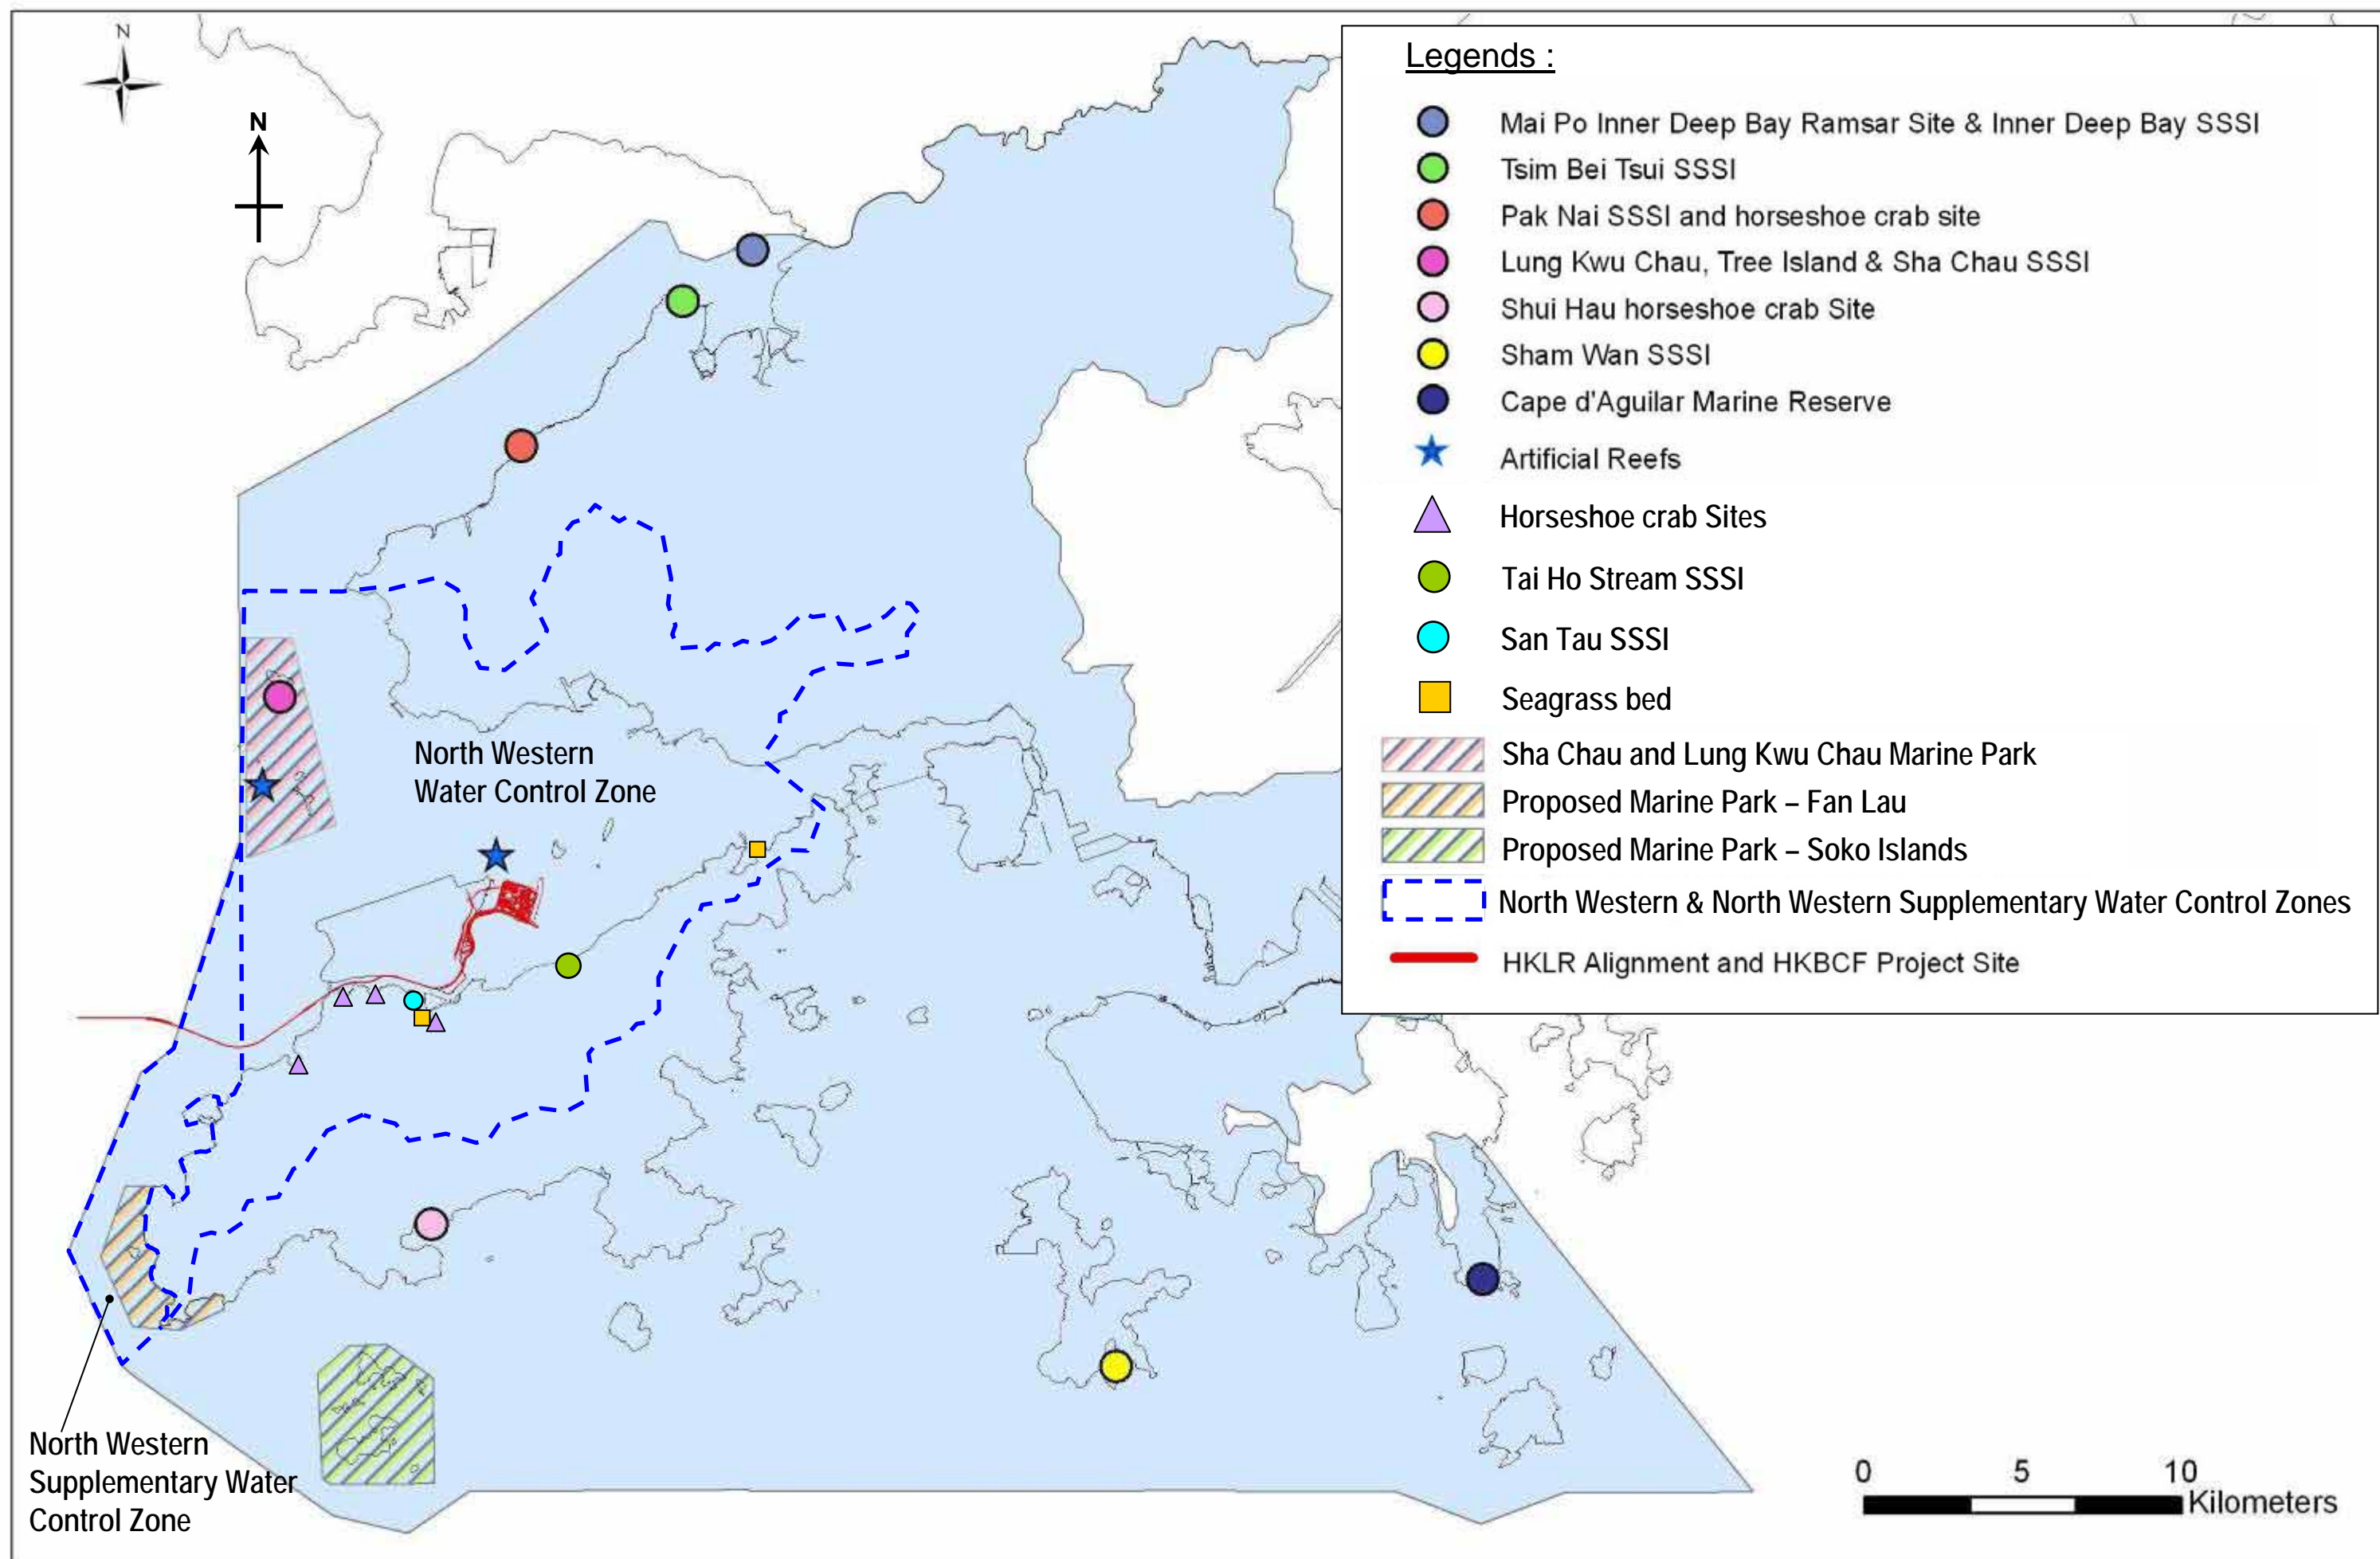 N
N
Legends :
Mai Po Inner Deep Bay Ramsar Site & Inner Deep Bay SSSI
Tsim Bei Tsui SSSI
Pak Nai SSSI and horseshoe crab site
Lung Kwu Chau, Tree Island & Sha Chau SSSI
Shui Hau horseshoe crab Site
Sham Wan SSSI
Cape d'Aguilar Marine Reserve
Artificial Reefs
Horseshoe crab Sites
Tai Ho Stream SSSI
San Tau SSSI
Seagrass bed
Sha Chau and Lung Kwu Chau Marine Park
Proposed Marine Park – Fan Lau
Proposed Marine Park – Soko Islands
North Western & North Western Supplementary Water Control Zones
HKLR Alignment and HKBCF Project Site
North Western
Water Control Zone
North Western
Supplementary Water
Control Zone
0 5 10
Kilometers